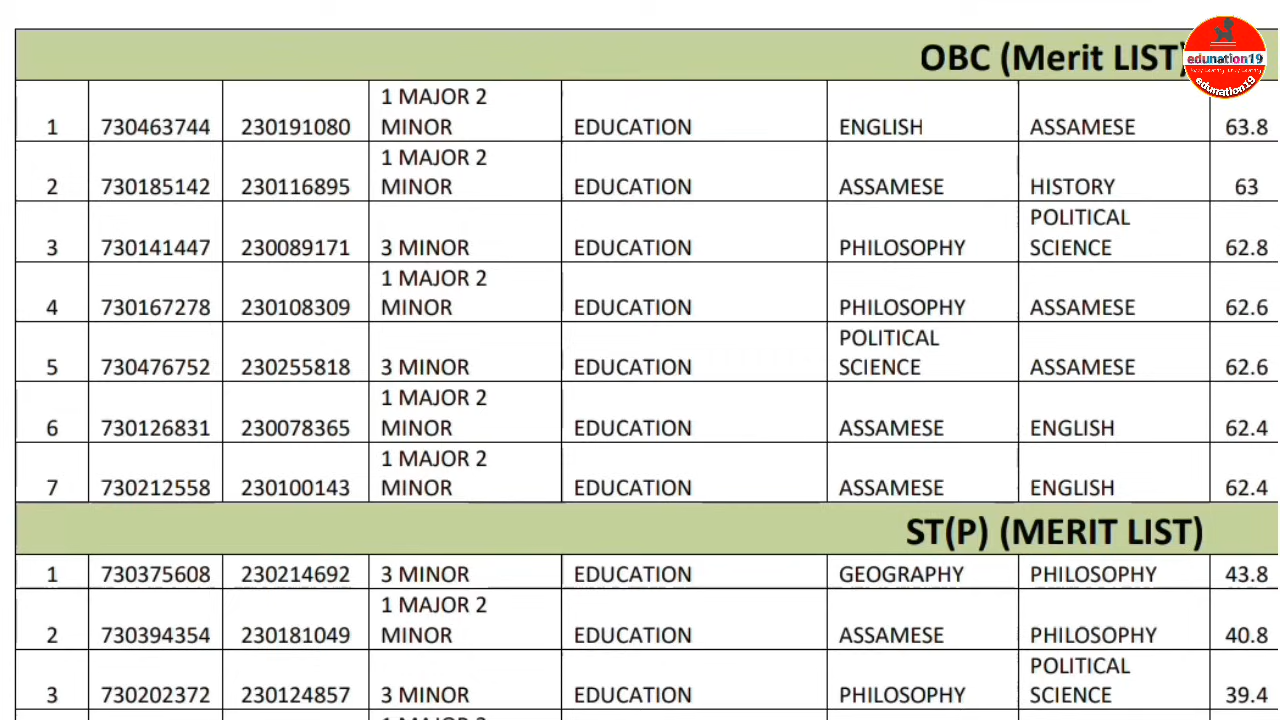 OBC (Merit LIST)
edunation19
edunation19
1 730463744 230191080 1 MAJOR 2 MINOR EDUCATION ENGLISH ASSAMESE 63.8
2 730185142 230116895 1 MAJOR 2 MINOR EDUCATION ASSAMESE HISTORY 63
3 730141447 230089171 3 MINOR EDUCATION PHILOSOPHY POLITICAL SCIENCE 62.8
4 730167278 230108309 1 MAJOR 2 MINOR EDUCATION PHILOSOPHY ASSAMESE 62.6
5 730476752 230255818 3 MINOR EDUCATION POLITICAL SCIENCE ASSAMESE 62.6
6 730126831 230078365 1 MAJOR 2 MINOR EDUCATION ASSAMESE ENGLISH 62.4
7 730212558 230100143 1 MAJOR 2 MINOR EDUCATION ASSAMESE ENGLISH 62.4
ST(P) (MERIT LIST)
1 730375608 230214692 3 MINOR EDUCATION GEOGRAPHY PHILOSOPHY 43.8
2 730394354 230181049 1 MAJOR 2 MINOR EDUCATION ASSAMESE PHILOSOPHY 40.8
3 730202372 230124857 3 MINOR EDUCATION PHILOSOPHY POLITICAL SCIENCE 39.4
1 MAJOR 2